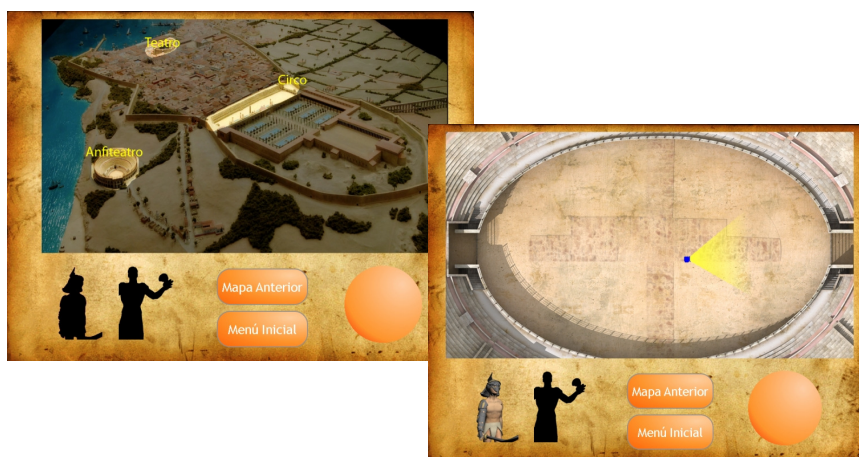 Teatro
Circo
Anfiteatro
Mapa Anterior
Menú Inicial
Mapa Anterior
Menú Inicial